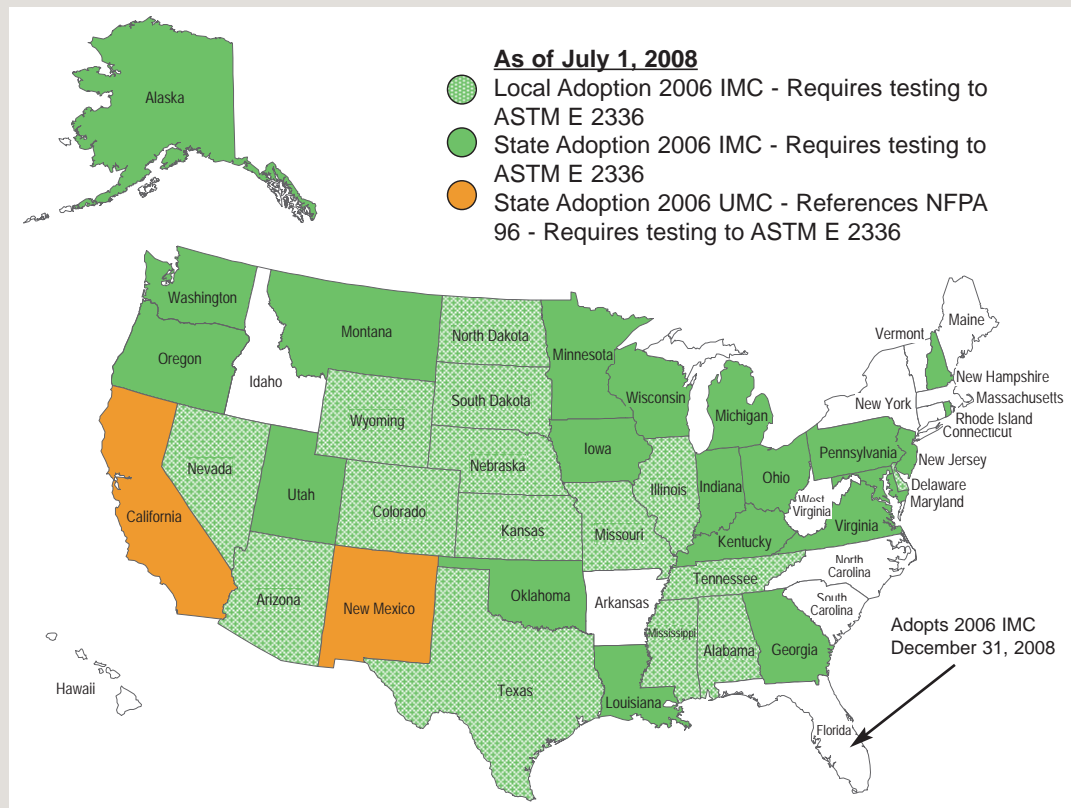 As of July 1, 2008
Local Adoption 2006 IMC - Requires testing to
ASTM E 2336
State Adoption 2006 IMC - Requires testing to
ASTM E 2336
State Adoption 2006 UMC - References NFPA
96 - Requires testing to ASTM E 2336
Alaska
Washington
Oregon
Idaho
Montana
Wyoming
North Dakota
South Dakota
Nebraska
Minnesota
Wisconsin
Michigan
Iowa
Illinois
Indiana
Ohio
Pennsylvania
New York
Vermont
Maine
New Hampshire
Massachusetts
Rhode Island
Connecticut
New Jersey
Delaware
Maryland
West
Virginia
Virginia
Kentucky
North
Carolina
South
Carolina
Tennessee
Missouri
Kansas
Colorado
Utah
Nevada
California
Arizona
New Mexico
Oklahoma
Arkansas
Mississippi
Alabama
Georgia
Texas
Louisiana
Florida
Hawaii
Adopts 2006 IMC
December 31, 2008